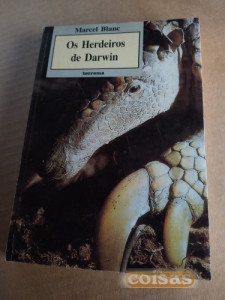 Marcel Blanc
Os Herdeiros
de Darwin
teorema
coisas